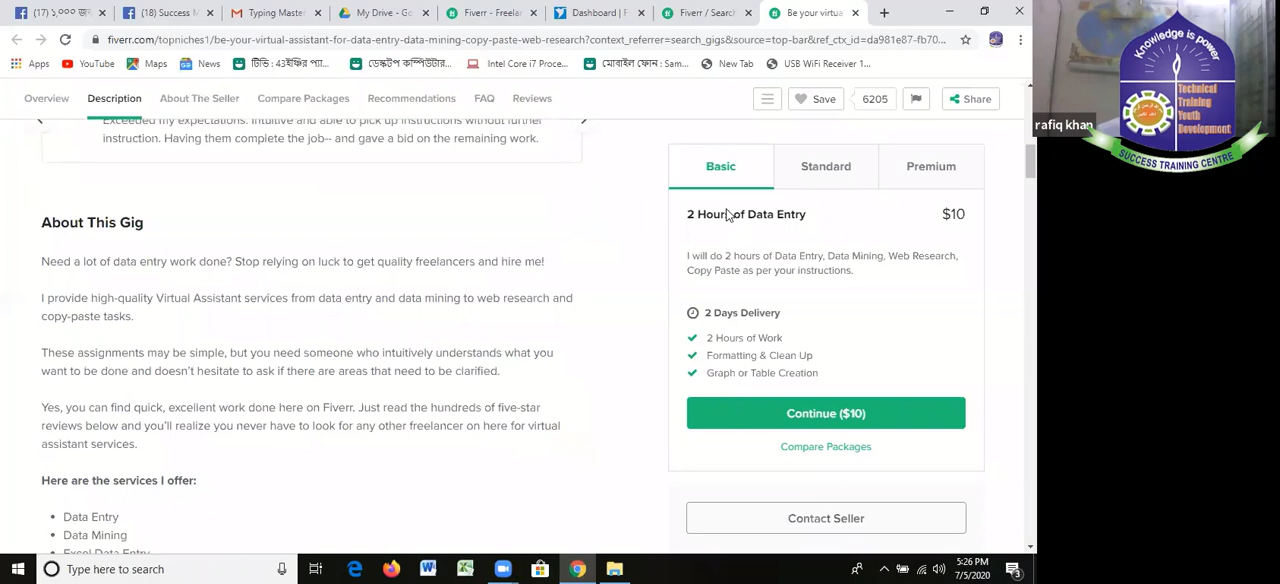 (17) ১,০০০ জন
(18) Success M
Typing Master
My Drive - Go
Fiverr - Freelan
Dashboard | F
Fiverr / Search
Be your virtua
fiverr.com/topniches1/be-your-virtual-assistant-for-data-entry-data-mining-copy-paste-web-research?context_referrer=search_gigs&source=top-bar&ref_ctx_id=da981e87-fb70...
Apps
YouTube
Maps
News
টিভি : 43ইঞ্চির প্যা...
ডেস্কটপ কম্পিউটার...
Intel Core i7 Proce...
মোবাইল ফোন : Sam...
New Tab
USB WiFi Receiver 1...
Overview
Description
About The Seller
Compare Packages
Recommendations
FAQ
Reviews
Save
6205
Share
Exceeded my expectations. Intuitive and able to pick up instructions without further
instruction. Having them complete the job-- and gave a bid on the remaining work.
About This Gig
Need a lot of data entry work done? Stop relying on luck to get quality freelancers and hire me!
I provide high-quality Virtual Assistant services from data entry and data mining to web research and
copy-paste tasks.
These assignments may be simple, but you need someone who intuitively understands what you
want to be done and doesn't hesitate to ask if there are areas that need to be clarified.
Yes, you can find quick, excellent work done here on Fiverr. Just read the hundreds of five-star
reviews below and you'll realize you never have to look for any other freelancer on here for virtual
assistant services.
Here are the services I offer:
• Data Entry
• Data Mining
• Excel Data Entry
Basic
Standard
Premium
2 Hours of Data Entry
$10
I will do 2 hours of Data Entry, Data Mining, Web Research,
Copy Paste as per your instructions.
2 Days Delivery
2 Hours of Work
Formatting & Clean Up
Graph or Table Creation
Continue ($10)
Compare Packages
Contact Seller
Type here to search
5:26 PM
7/5/2020
3
rafiq khan
Knowledge is power
Technical
Training
Youth
Development
SUCCESS TRAINING CENTRE